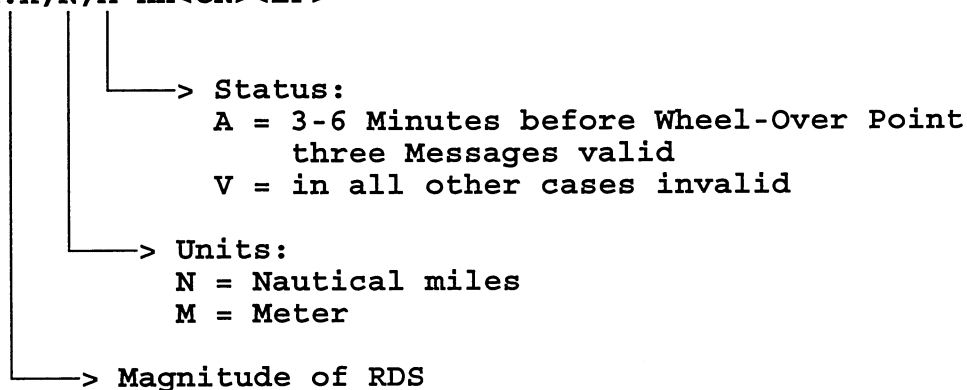 > Status:
A = 3-6 Minutes before Wheel-Over Point
three Messages valid
V = in all other cases invalid
> Units:
N = Nautical miles
M = Meter
> Magnitude of RDS